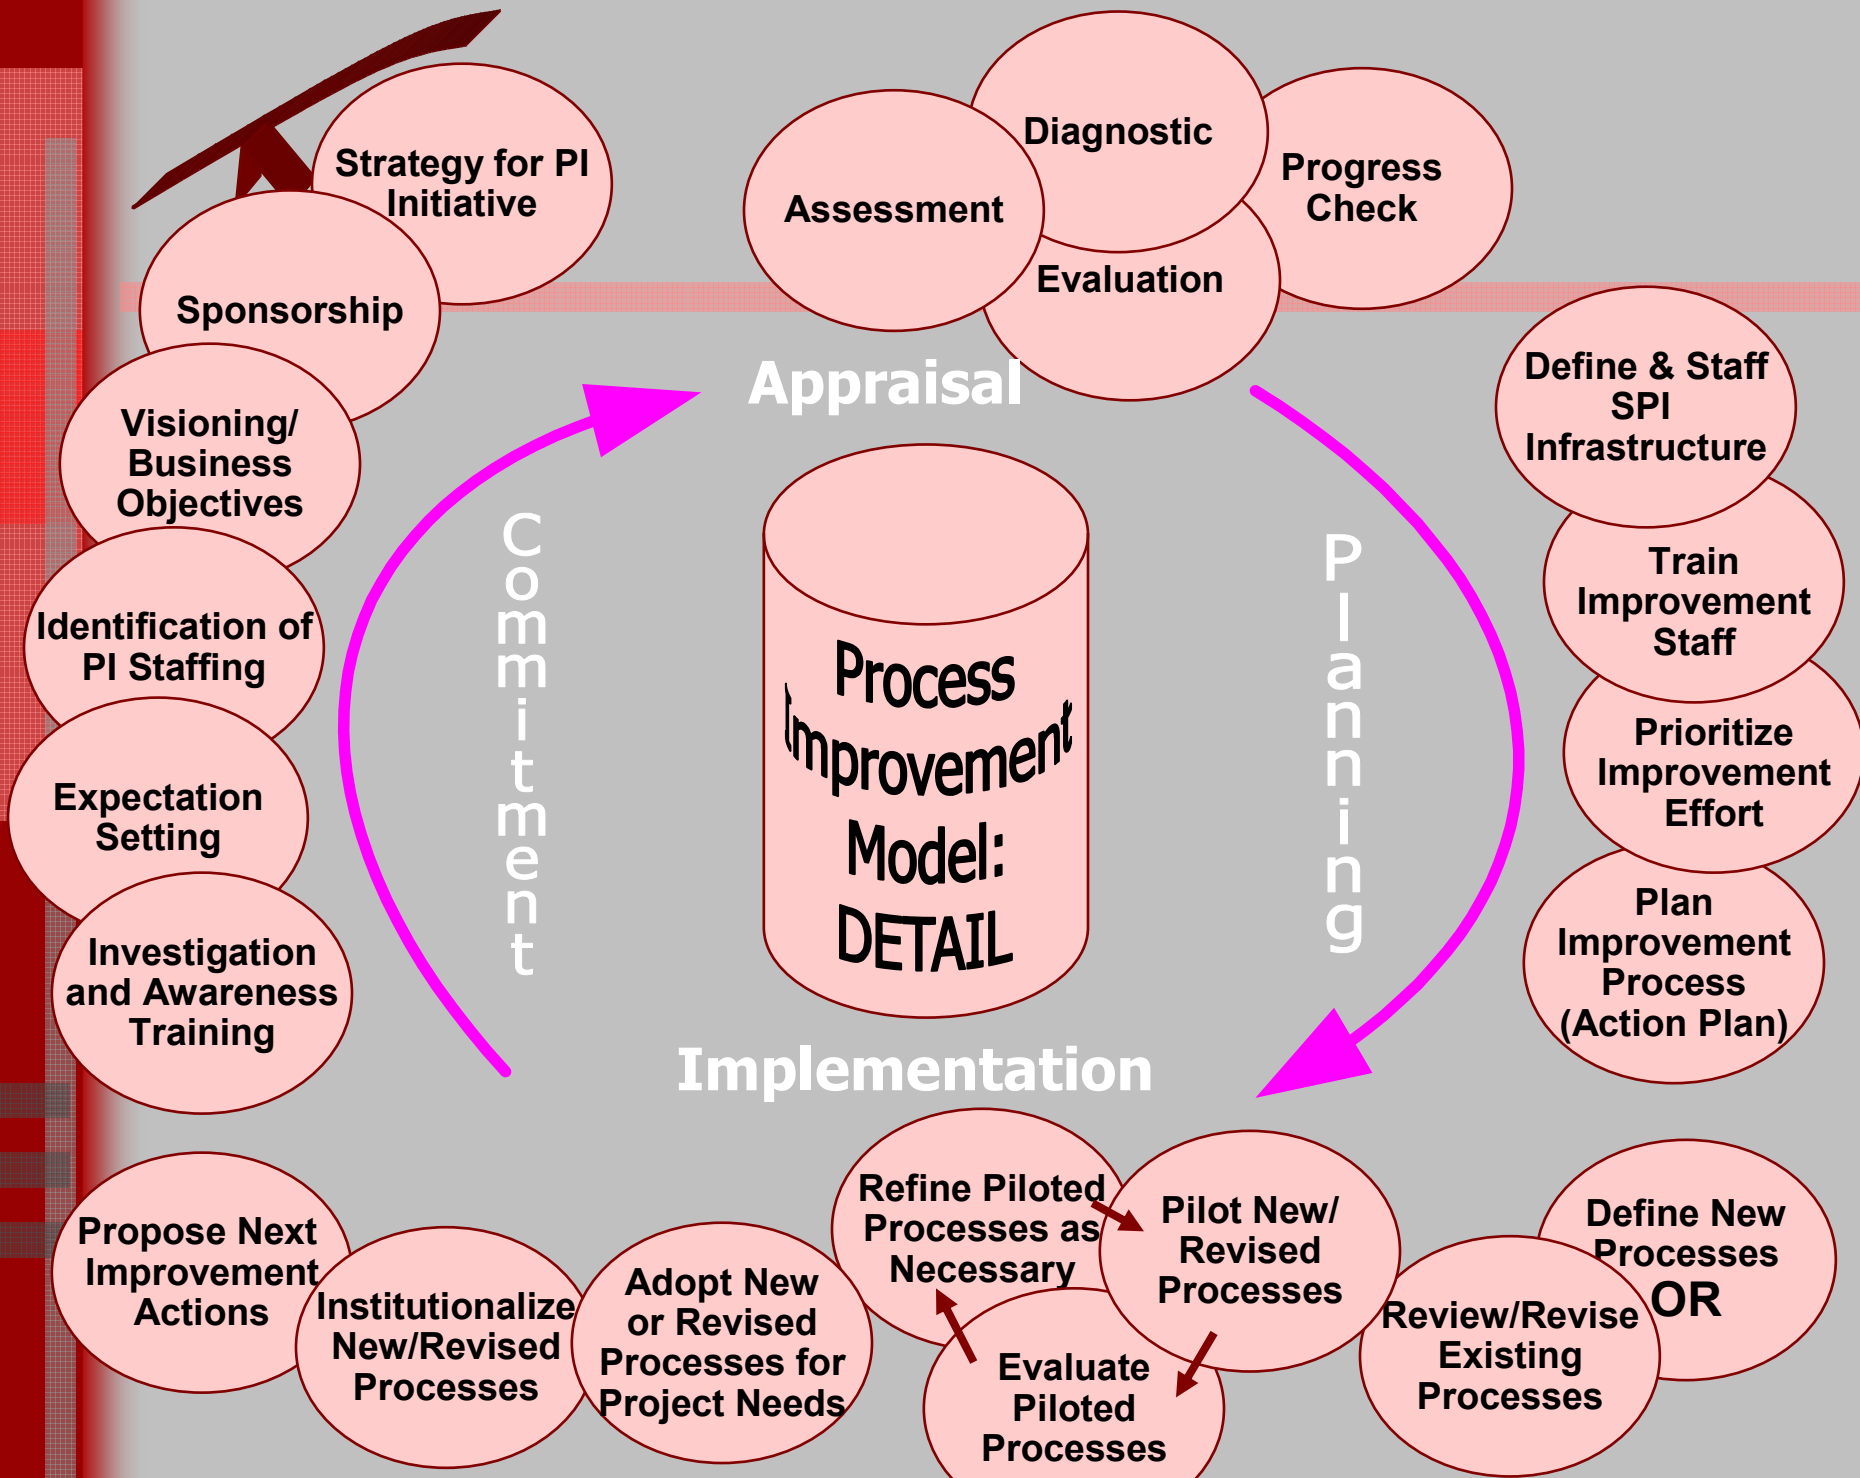 Strategy for PI
Initiative
Sponsorship
Visioning/
Business
Objectives
Identification of
PI Staffing
Expectation
Setting
Investigation
and Awareness
Training
Commitment
Assessment
Diagnostic
Evaluation
Progress
Check
Appraisal
Process
Improvement
Model:
DETAIL
Planning
Define & Staff
SPI
Infrastructure
Train
Improvement
Staff
Prioritize
Improvement
Effort
Plan
Improvement
Process
(Action Plan)
Implementation
Define New
Processes
OR
Review/Revise
Existing
Processes
Pilot New/
Revised
Processes
Evaluate
Piloted
Processes
Refine Piloted
Processes as
Necessary
Adopt New
or Revised
Processes for
Project Needs
Institutionalize
New/Revised
Processes
Propose Next
Improvement
Actions